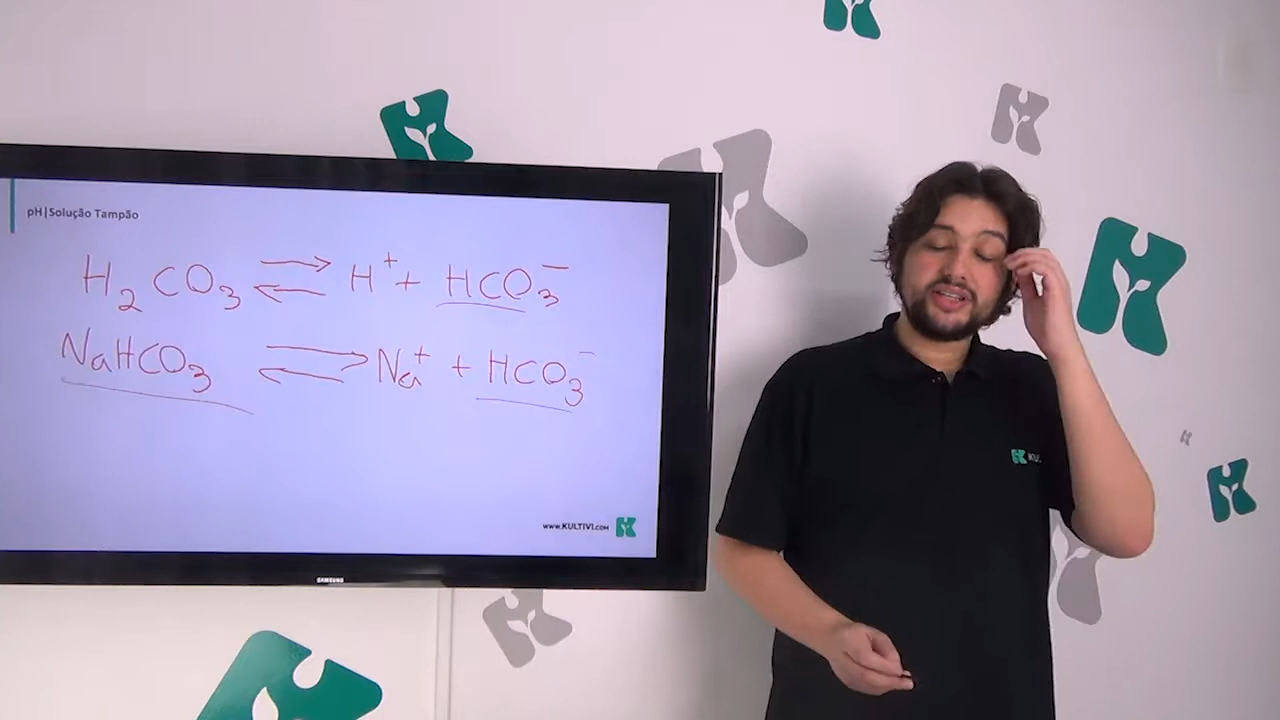 pH|Solução Tampão
H₂CO₃ ⇌ H⁺ + HCO₃⁻
NaHCO₃ ⇌ Na⁺ + HCO₃⁻
www.KULTIVI.COM
SAMSUNG